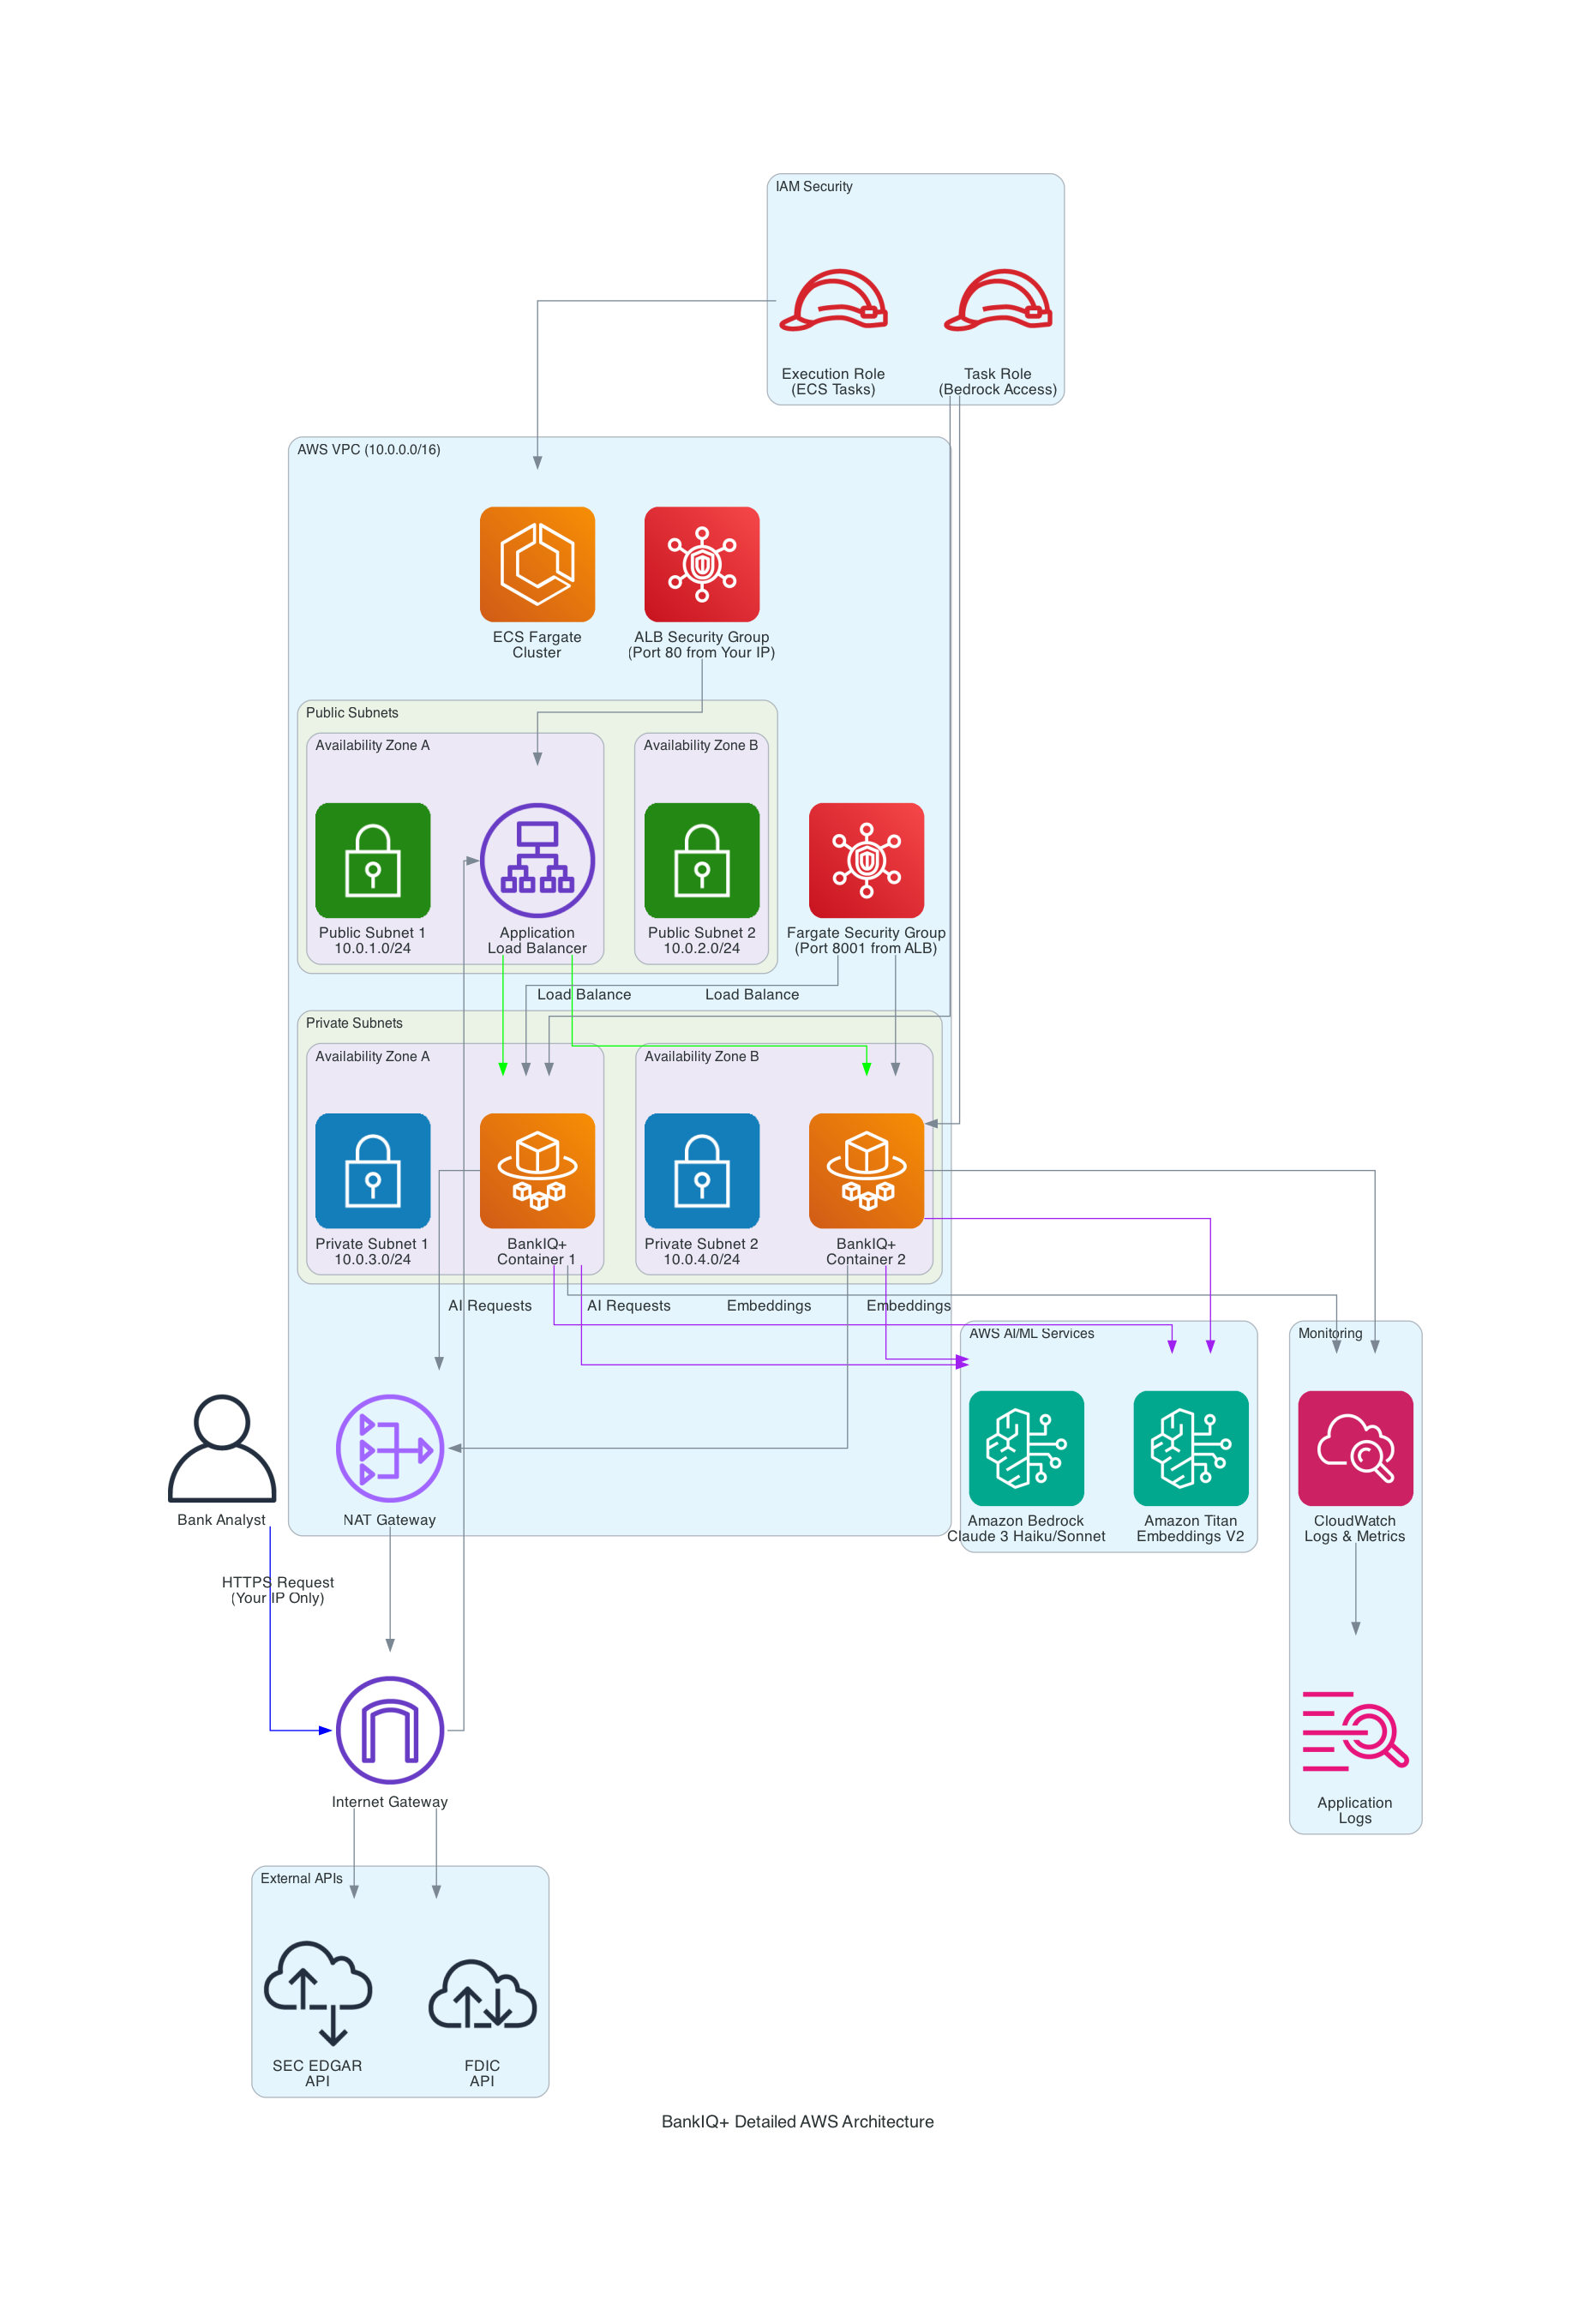 IAM Security
Execution Role
(ECS Tasks)
Task Role
(Bedrock Access)
AWS VPC (10.0.0.0/16)
ECS Fargate
Cluster
ALB Security Group
(Port 80 from Your IP)
Public Subnets
Availability Zone A
Availability Zone B
Public Subnet 1
10.0.1.0/24
Application
Load Balancer
Public Subnet 2
10.0.2.0/24
Fargate Security Group
(Port 8001 from ALB)
Load Balance
Load Balance
Private Subnets
Availability Zone A
Availability Zone B
Private Subnet 1
10.0.3.0/24
BankIQ+
Container 1
Private Subnet 2
10.0.4.0/24
BankIQ+
Container 2
AI Requests
AI Requests
Embeddings
Embeddings
AWS AI/ML Services
Monitoring
Bank Analyst
NAT Gateway
Amazon Bedrock
Claude 3 Haiku/Sonnet
Amazon Titan
Embeddings V2
CloudWatch
Logs & Metrics
HTTPS Request
(Your IP Only)
Internet Gateway
Application
Logs
External APIs
SEC EDGAR
API
FDIC
API
BankIQ+ Detailed AWS Architecture